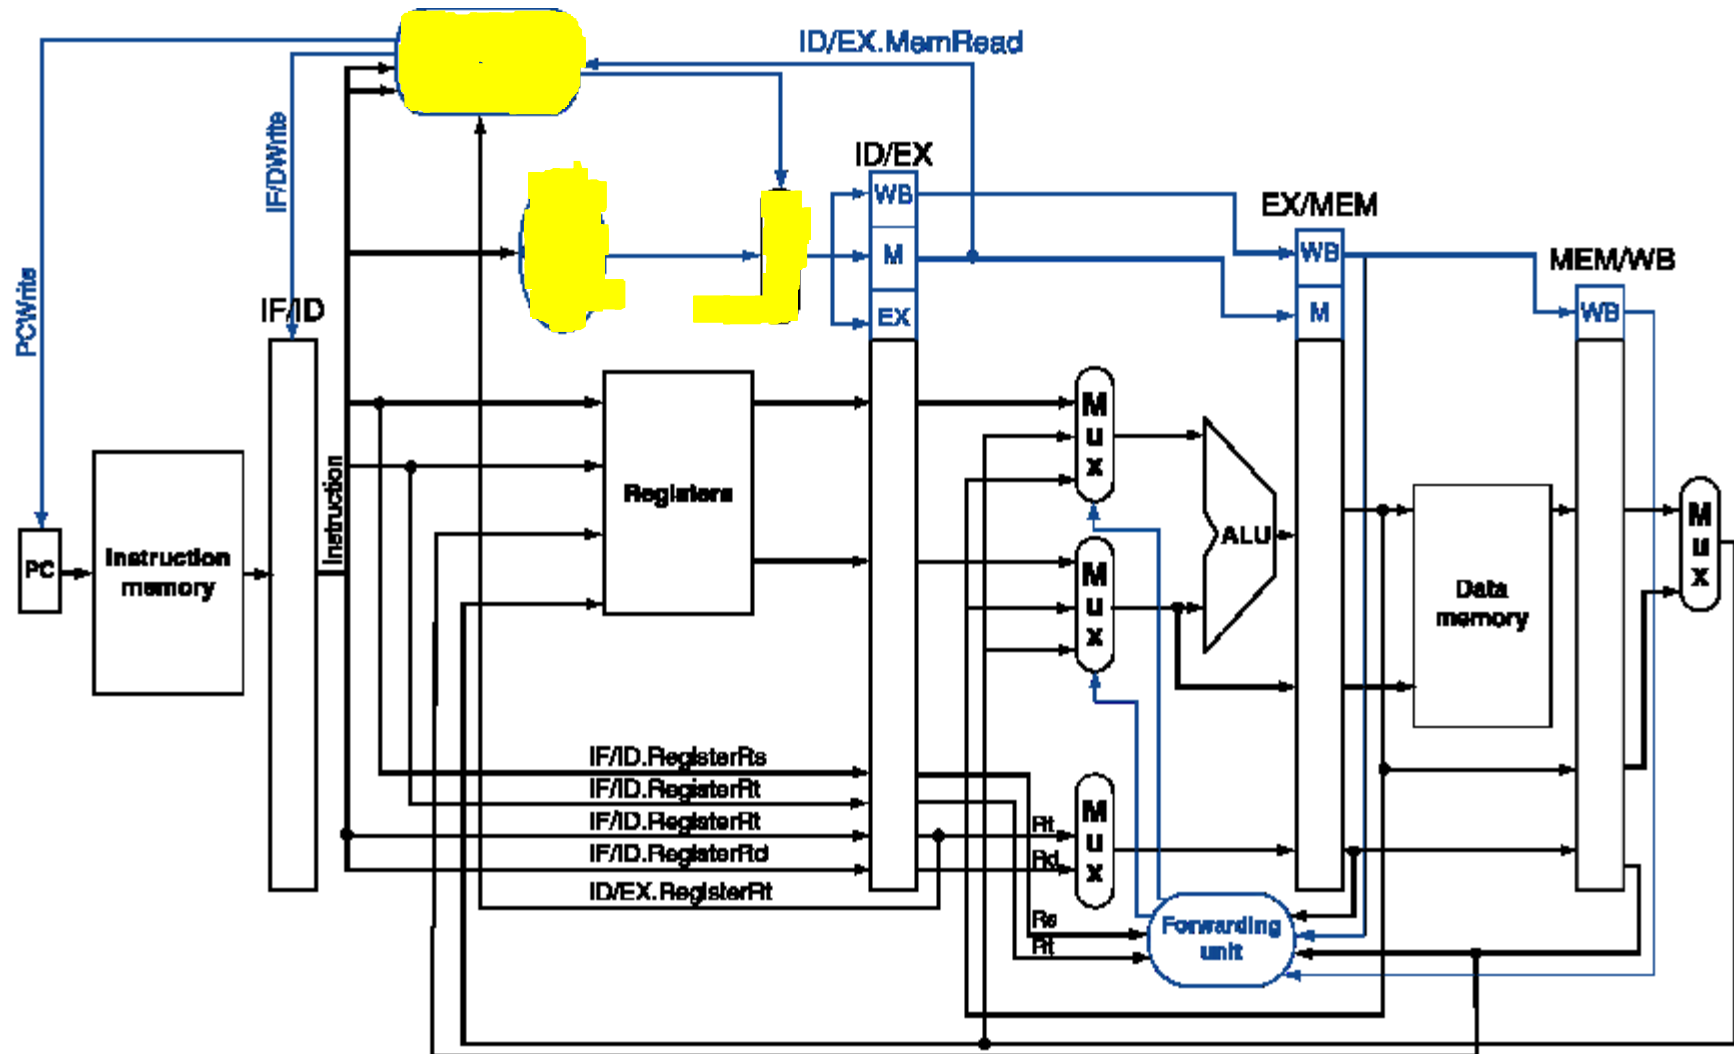 ID/EX.MemRead
IF/DWrite
ID/EX
WB
EX/MEM
M
WB
MEM/WB
PCWrite
IF/ID
EX
M
WB
M
u
x
Instruction
Registers
M
u
x
PC
Instruction
memory
ALU
M
u
x
Data
memory
IF/ID.RegisterRs
IF/ID.RegisterRt
IF/ID.RegisterRt
IF/ID.RegisterRd
ID/EX.RegisterRt
Rt
Rd
M
u
x
Rs
Rt
Forwarding
unit